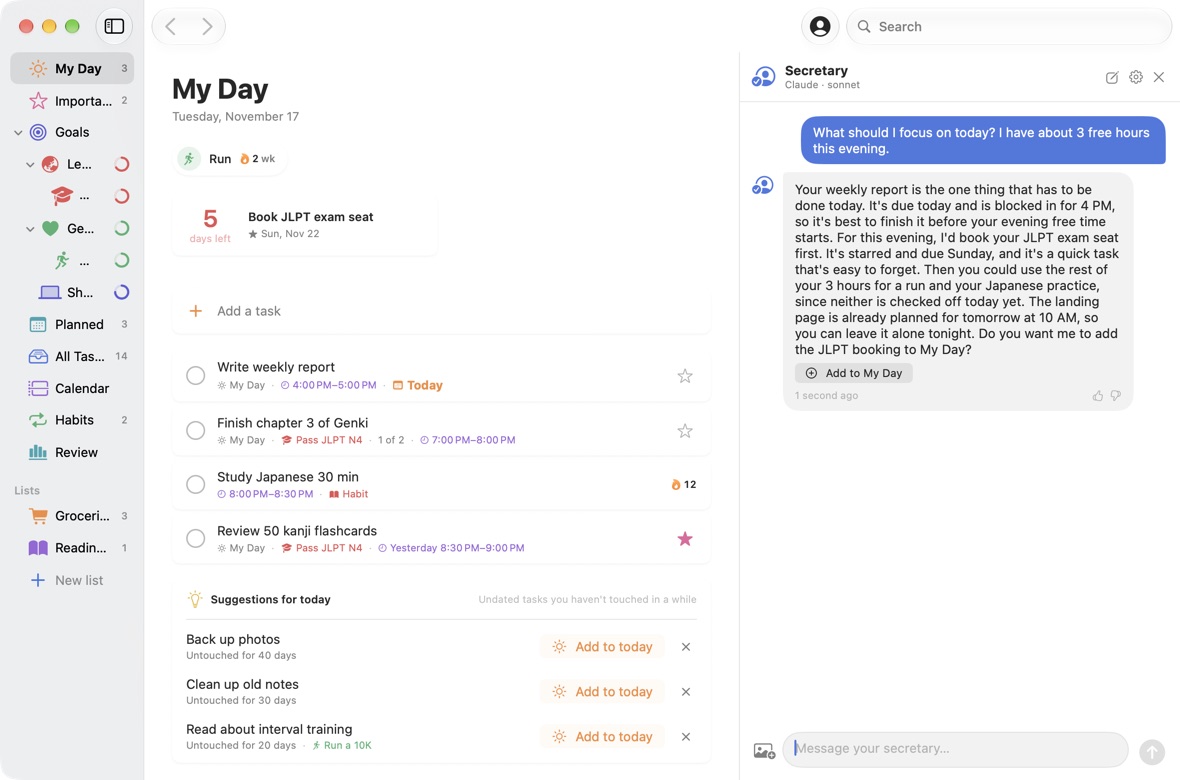 My Day 3
Importa... 2
Goals
Le...
...
Ge...
...
Sh...
Planned 3
All Tas... 14
Calendar
Habits 2
Review
Lists
Groceri... 3
Readin... 1
New list
Search
My Day
Tuesday, November 17
Run 2 wk
5
days left
Book JLPT exam seat
Sun, Nov 22
Add a task
Write weekly report
My Day · 4:00 PM–5:00 PM · Today
Finish chapter 3 of Genki
My Day · Pass JLPT N4 · 1 of 2 · 7:00 PM–8:00 PM
Study Japanese 30 min
8:00 PM–8:30 PM · Habit
12
Review 50 kanji flashcards
My Day · Pass JLPT N4 · Yesterday 8:30 PM–9:00 PM
Suggestions for today
Undated tasks you haven't touched in a while
Back up photos
Untouched for 40 days
Add to today
Clean up old notes
Untouched for 30 days
Add to today
Read about interval training
Untouched for 20 days · Run a 10K
Add to today
Secretary
Claude · sonnet
What should I focus on today? I have about 3 free hours
this evening.
Your weekly report is the one thing that has to be
done today. It's due today and is blocked in for 4 PM,
so it's best to finish it before your evening free time
starts. For this evening, I'd book your JLPT exam seat
first. It's starred and due Sunday, and it's a quick task
that's easy to forget. Then you could use the rest of
your 3 hours for a run and your Japanese practice,
since neither is checked off today yet. The landing
page is already planned for tomorrow at 10 AM, so
you can leave it alone tonight. Do you want me to add
the JLPT booking to My Day?
Add to My Day
1 second ago
Message your secretary...